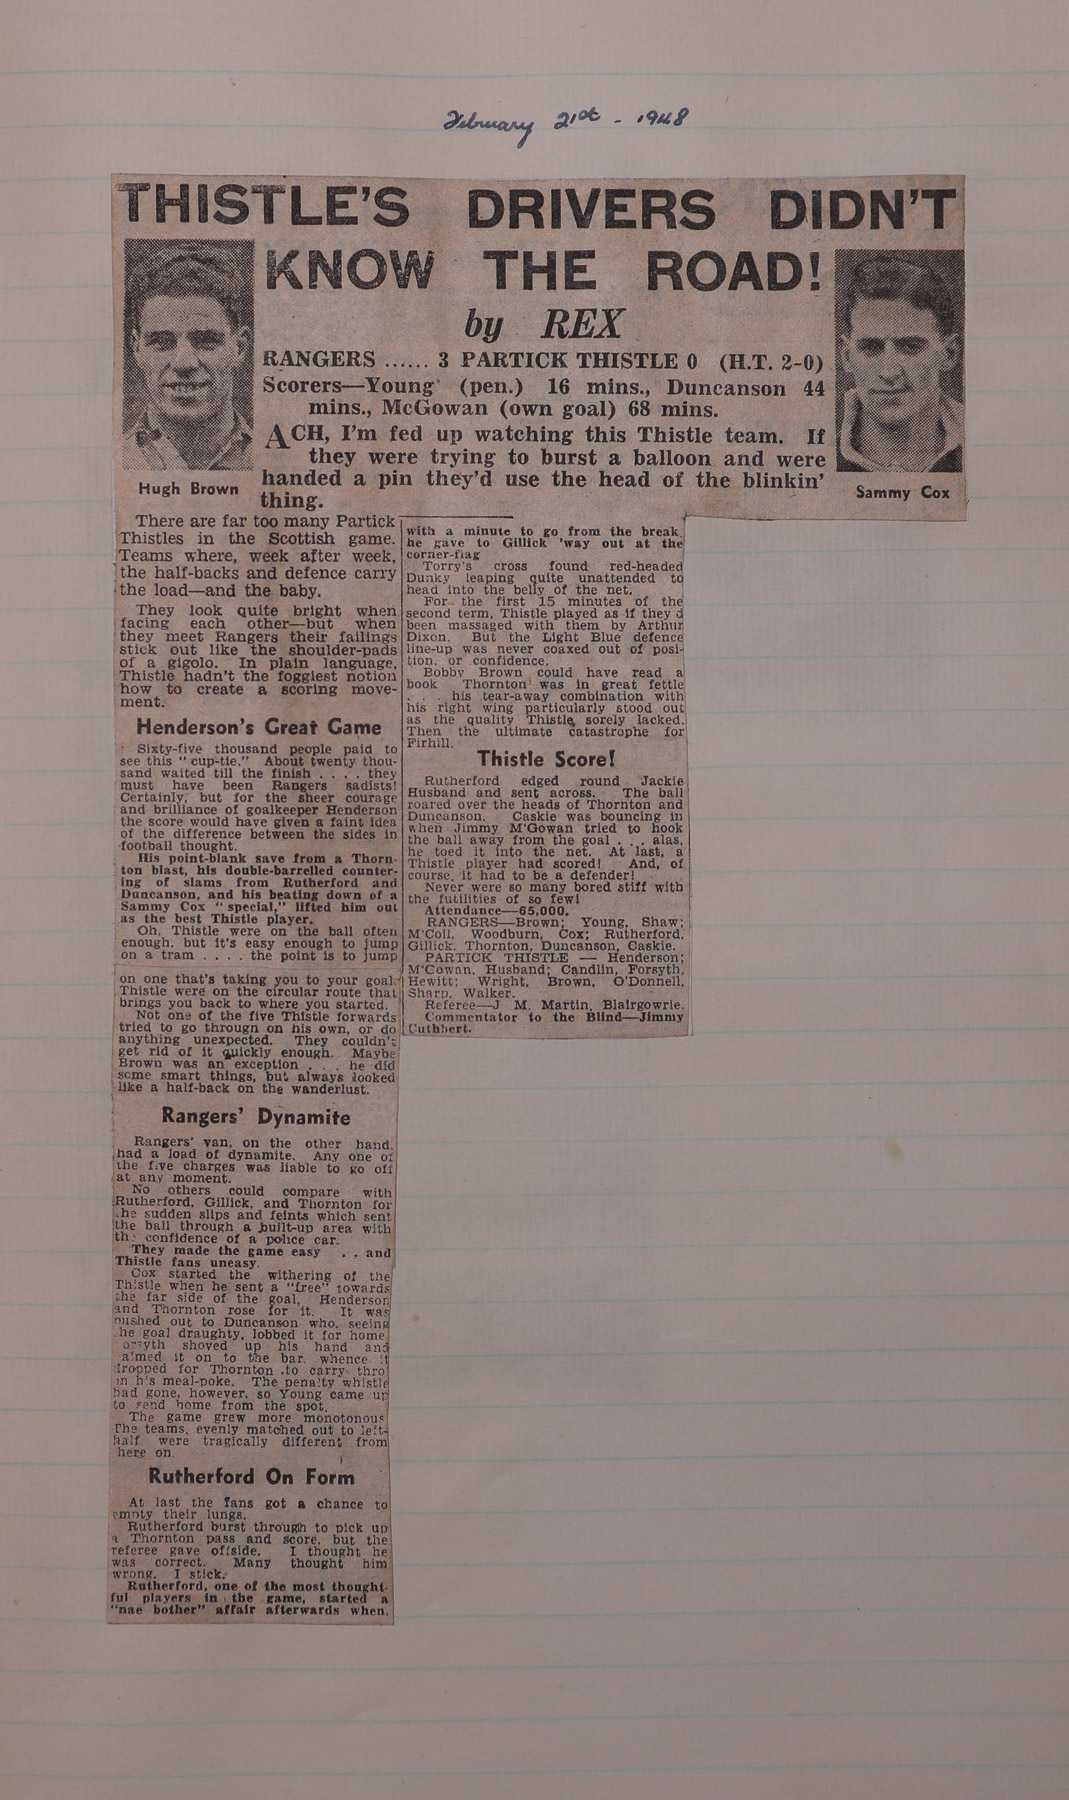 February 21st - 1948
THISTLE'S DRIVERS DIDN'T
KNOW THE ROAD!
by REX
RANGERS ...... 3 PARTICK THISTLE 0 (H.T. 2-0)
Scorers—Young (pen.) 16 mins., Duncanson 44
mins., McGowan (own goal) 68 mins.
ACH, I'm fed up watching this Thistle team. If
they were trying to burst a balloon and were
handed a pin they'd use the head of the blinkin'
thing.
Hugh Brown
Sammy Cox
There are far too many Partick
Thistles in the Scottish game.
Teams where, week after week,
the half-backs and defence carry
the load—and the baby.
They look quite bright when
facing each other—but when
they meet Rangers their failings
stick out like the shoulder-pads
of a gigolo. In plain language,
Thistle hadn't the foggiest notion
how to create a scoring move-
ment.
Henderson's Great Game
Sixty-five thousand people paid to
see this "cup-tie." About twenty thou-
sand waited till the finish . . . . they
must have been Rangers sadists!
Certainly, but for the sheer courage
and brilliance of goalkeeper Henderson
the score would have given a faint idea
of the difference between the sides in
football thought.
His point-blank save from a Thorn-
ton blast, his double-barrelled counter-
ing of slams from Rutherford and
Duncanson, and his beating down of a
Sammy Cox "special," lifted him out
as the best Thistle player.
Oh, Thistle were on the ball often
enough, but it's easy enough to jump
on a tram . . . . the point is to jump
on one that's taking you to your goal.
Thistle were on the circular route that
brings you back to where you started.
Not one of the five Thistle forwards
tried to go through on his own, or do
anything unexpected. They couldn't
get rid of it quickly enough. Maybe
Brown was an exception . . . he did
some smart things, but always looked
like a half-back on the wanderlust.
Rangers' Dynamite
Rangers' van, on the other hand,
had a load of dynamite. Any one of
the five charges was liable to go off
at any moment.
No others could compare with
Rutherford, Gillick, and Thornton for
he sudden slips and feints which sent
the ball through a built-up area with
the confidence of a police car.
They made the game easy . . and
Thistle fans uneasy.
Cox started the withering of the
Thistle when he sent a "free" towards
the far side of the goal, Henderson
and Thornton rose for it. It was
pushed out to Duncanson who, seeing
he goal draughty, lobbed it for home
orsyth shoved up his hand and
almed it on to the bar, whence it
dropped for Thornton to carry thro'
in his meal-poke. The penalty whistle
had gone, however, so Young came up
to send home from the spot.
The game grew more monotonous
The teams, evenly matched out to left-
half, were tragically different from
here on.
Rutherford On Form
At last the fans got a chance to
empty their lungs.
Rutherford burst through to pick up
a Thornton pass and score, but the
referee gave offside. I thought he
was correct. Many thought him
wrong. I stick.
Rutherford, one of the most thought-
ful players in the game, started a
"nae bother" affair afterwards when,
with a minute to go from the break,
he gave to Gillick 'way out at the
corner-flag
Torry's cross found red-headed
Dunky leaping quite unattended to
head into the belly of the net.
For the first 15 minutes of the
second term, Thistle played as if they'd
been massaged with them by Arthur
Dixon. But the Light Blue defence
line-up was never coaxed out of posi-
tion, or confidence.
Bobby Brown could have read a
book Thornton was in great fettle
. . . his tear-away combination with
his right wing particularly stood out
as the quality Thistle sorely lacked.
Then the ultimate catastrophe for
Firhill.
Thistle Score!
Rutherford edged round Jackie
Husband and sent across. The ball
roared over the heads of Thornton and
Duncanson. Caskie was bouncing in
when Jimmy M'Gowan tried to hook
the ball away from the goal . . . alas,
he toed it into the net. At last, a
Thistle player had scored! And, of
course, it had to be a defender!
Never were so many bored stiff with
the futilities of so few!
Attendance—65,000.
RANGERS—Brown; Young, Shaw;
M'Coll, Woodburn, Cox; Rutherford,
Gillick, Thornton, Duncanson, Caskie.
PARTICK THISTLE — Henderson;
M'Gowan, Husband; Candlin, Forsyth,
Hewitt; Wright, Brown, O'Donnell,
Sharp, Walker.
Referee—J M. Martin, Blairgowrie.
Commentator to the Blind—Jimmy
Cuthbert.